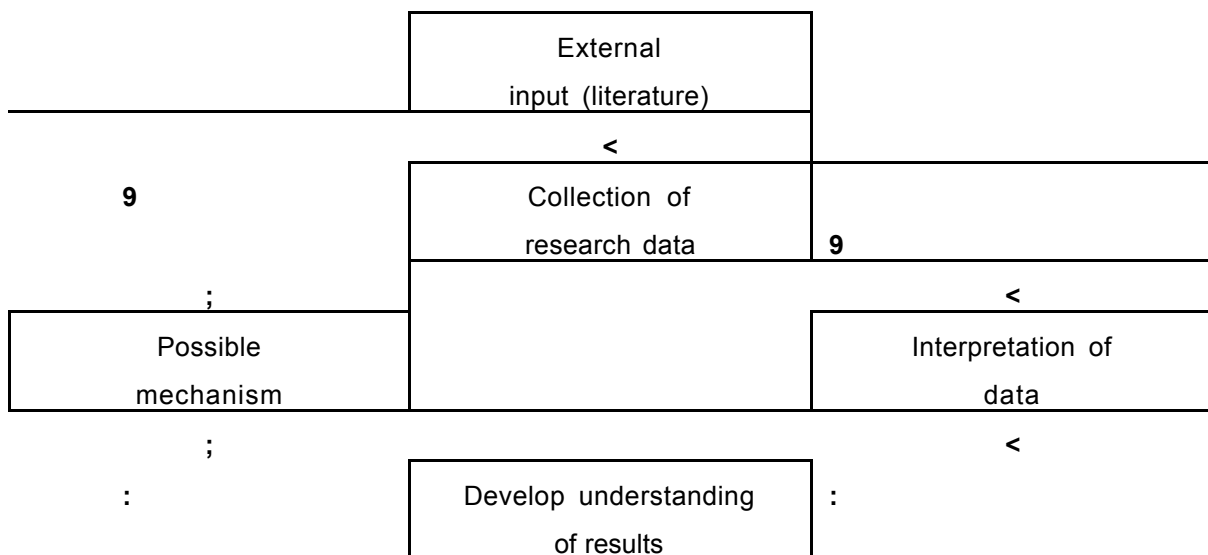 External
input (literature)
<
9 Collection of
research data 9
; <
Possible Interpretation of
mechanism data
; <
: Develop understanding :
of results